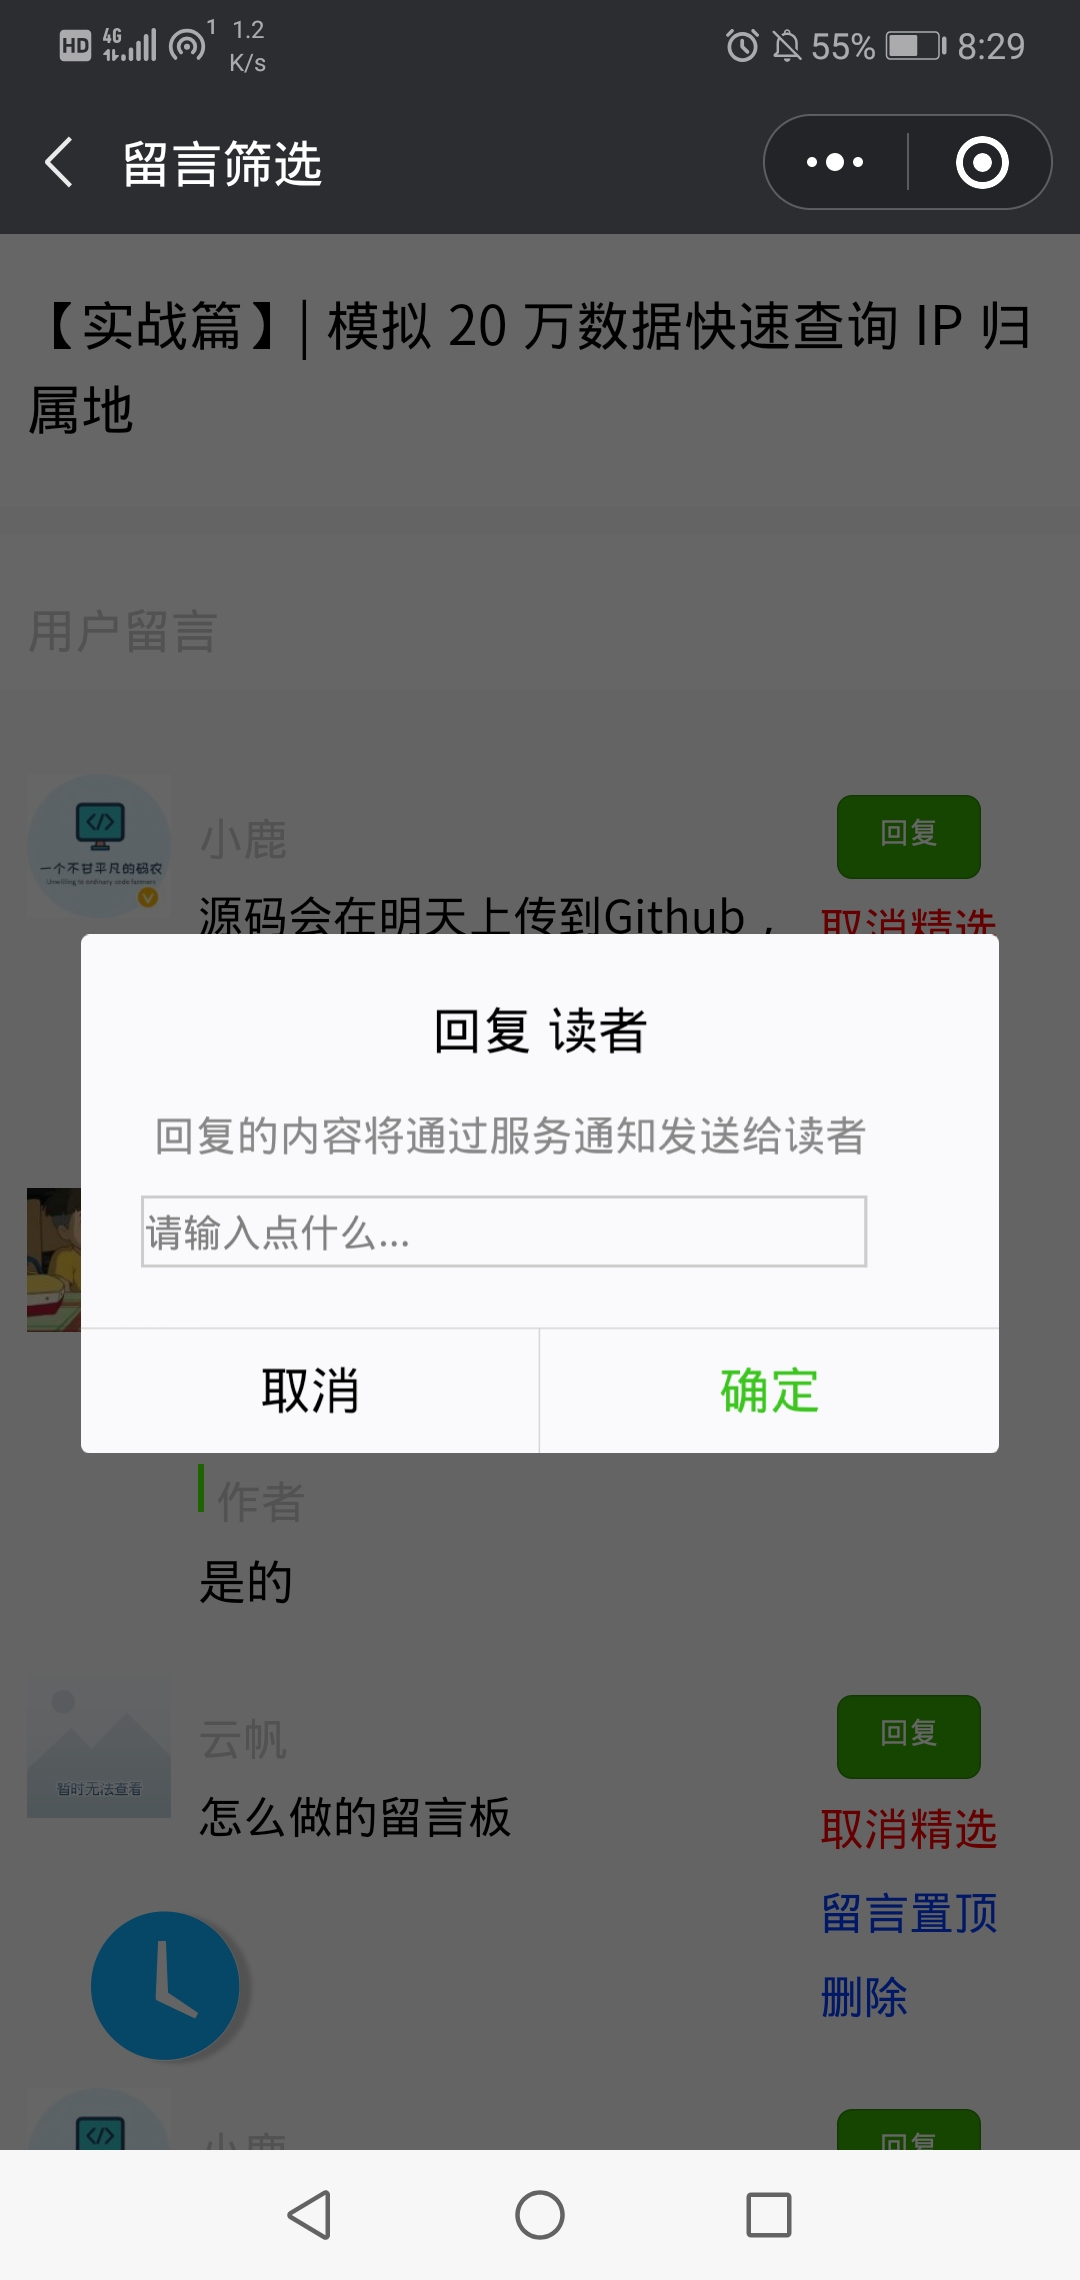 HD 4G 1 1.2 K/s 55% 8:29
留言筛选
【实战篇】| 模拟 20 万数据快速查询 IP 归
属地
用户留言
一个不甘平凡的码农
Unwilling to ordinary code farmers
小鹿
回复
源码会在明天上传到Github，
取消精选
回复 读者
回复的内容将通过服务通知发送给读者
请输入点什么...
取消
确定
作者
是的
暂时无法查看
云帆
回复
怎么做的留言板
取消精选
留言置顶
删除
小鹿
回复